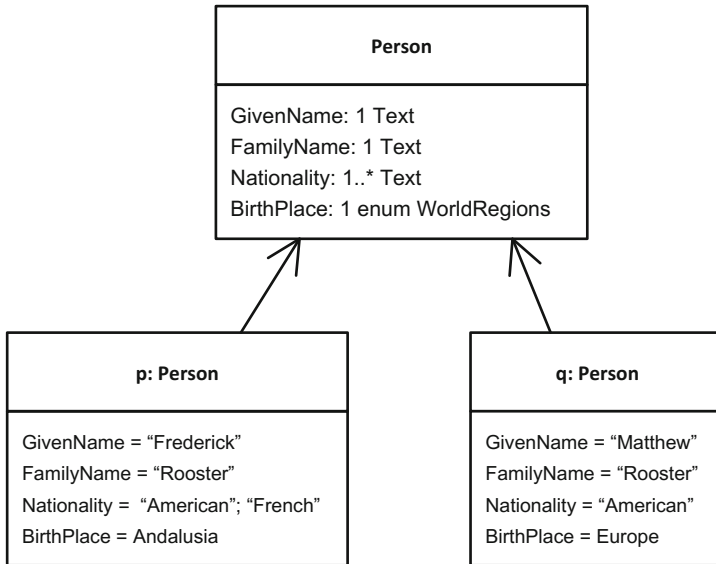 Person
GivenName: 1 Text
FamilyName: 1 Text
Nationality: 1..* Text
BirthPlace: 1 enum WorldRegions
p: Person
GivenName = “Frederick”
FamilyName = “Rooster”
Nationality =  “American”; “French”
BirthPlace = Andalusia
q: Person
GivenName = “Matthew”
FamilyName = “Rooster”
Nationality = “American”
BirthPlace = Europe